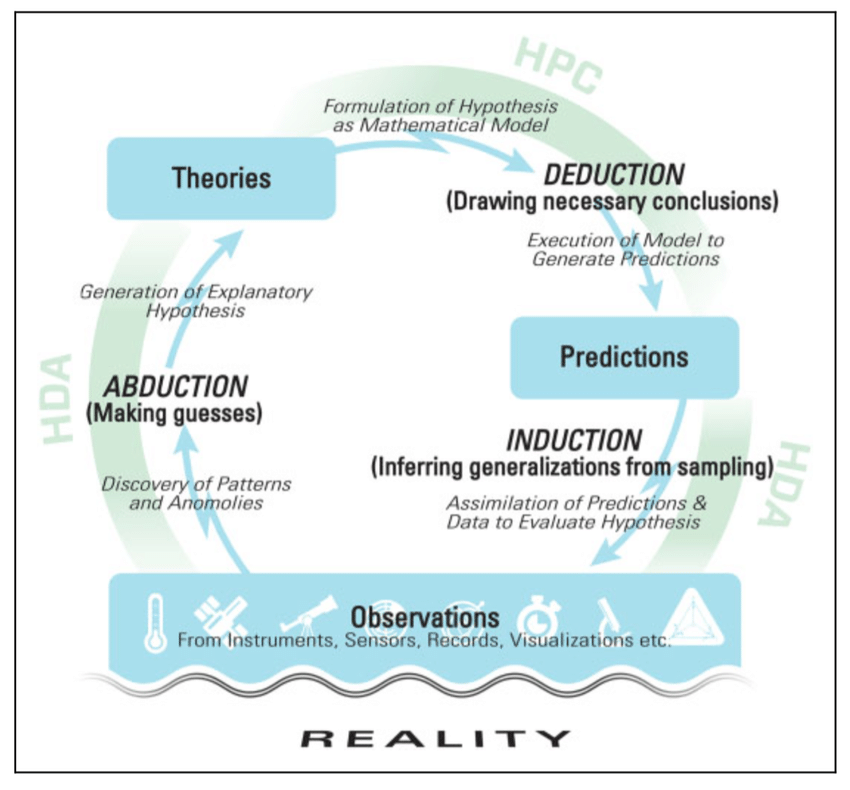 HPC
Formulation of Hypothesis
as Mathematical Model
Theories
DEDUCTION
(Drawing necessary conclusions)
Execution of Model to
Generate Predictions
Generation of Explanatory
Hypothesis
Predictions
HDA
ABDUCTION
(Making guesses)
INDUCTION
(Inferring generalizations from sampling)
HDA
Discovery of Patterns
and Anomolies
Assimilation of Predictions &
Data to Evaluate Hypothesis
Observations
From Instruments, Sensors, Records, Visualizations etc.
REALITY